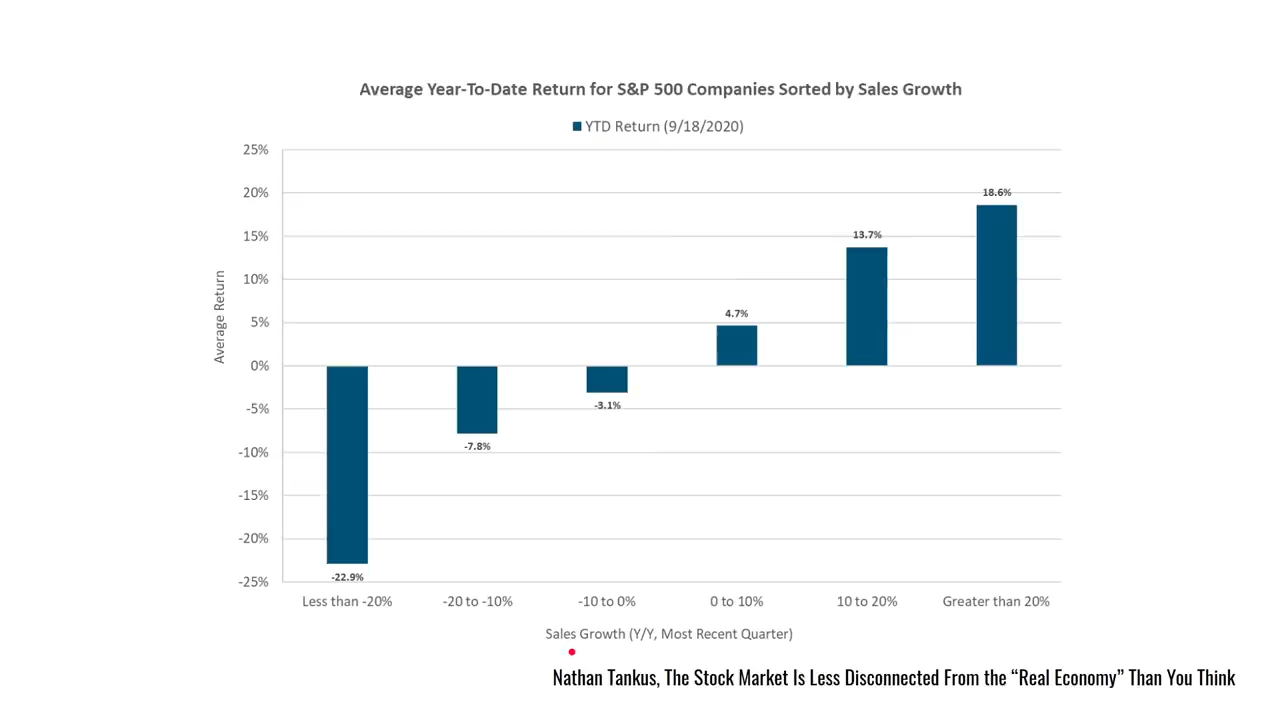 Average Year-To-Date Return for S&P 500 Companies Sorted by Sales Growth
YTD Return (9/18/2020)
25%
20%
15%
10%
5%
0%
-5%
-10%
-15%
-20%
-25%
Average Return
-22.9%
-7.8%
-3.1%
4.7%
13.7%
18.6%
Less than -20%
-20 to -10%
-10 to 0%
0 to 10%
10 to 20%
Greater than 20%
Sales Growth (Y/Y, Most Recent Quarter)
Nathan Tankus, The Stock Market Is Less Disconnected From the “Real Economy” Than You Think